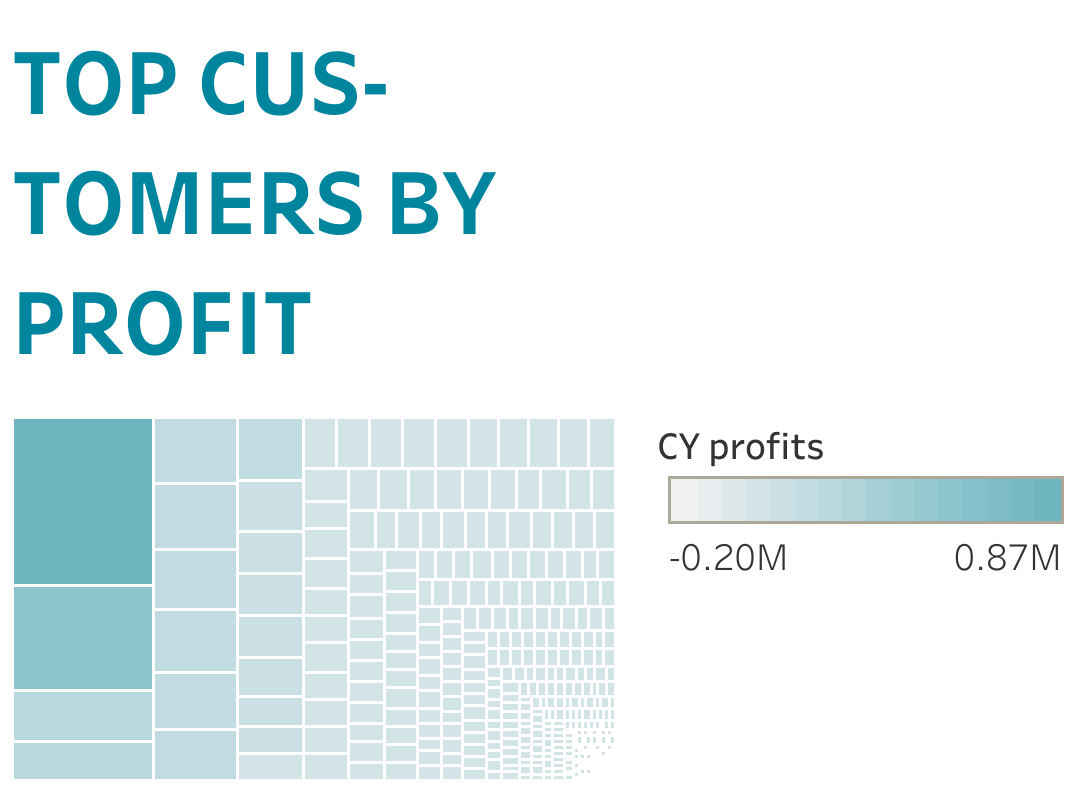 TOP CUS-
TOMERS BY
PROFIT
CY profits
-0.20M 0.87M